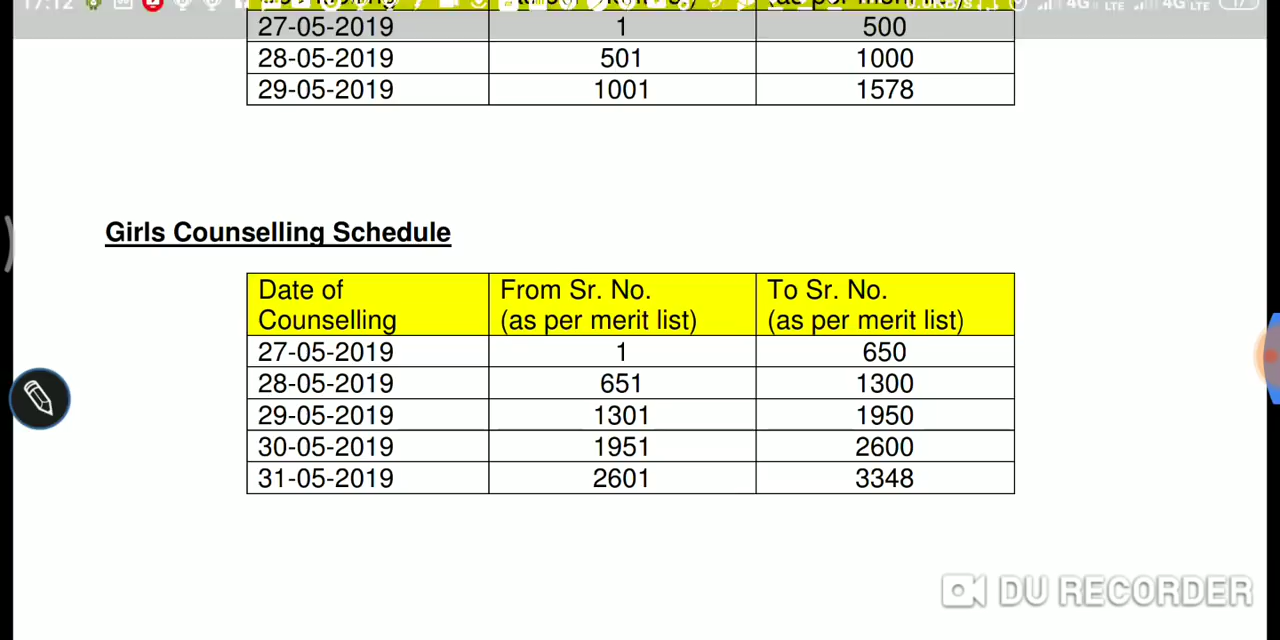 17:12
27-05-2019 1 500
28-05-2019 501 1000
29-05-2019 1001 1578
Girls Counselling Schedule
Date of Counselling From Sr. No. (as per merit list) To Sr. No. (as per merit list)
27-05-2019 1 650
28-05-2019 651 1300
29-05-2019 1301 1950
30-05-2019 1951 2600
31-05-2019 2601 3348
DU RECORDER